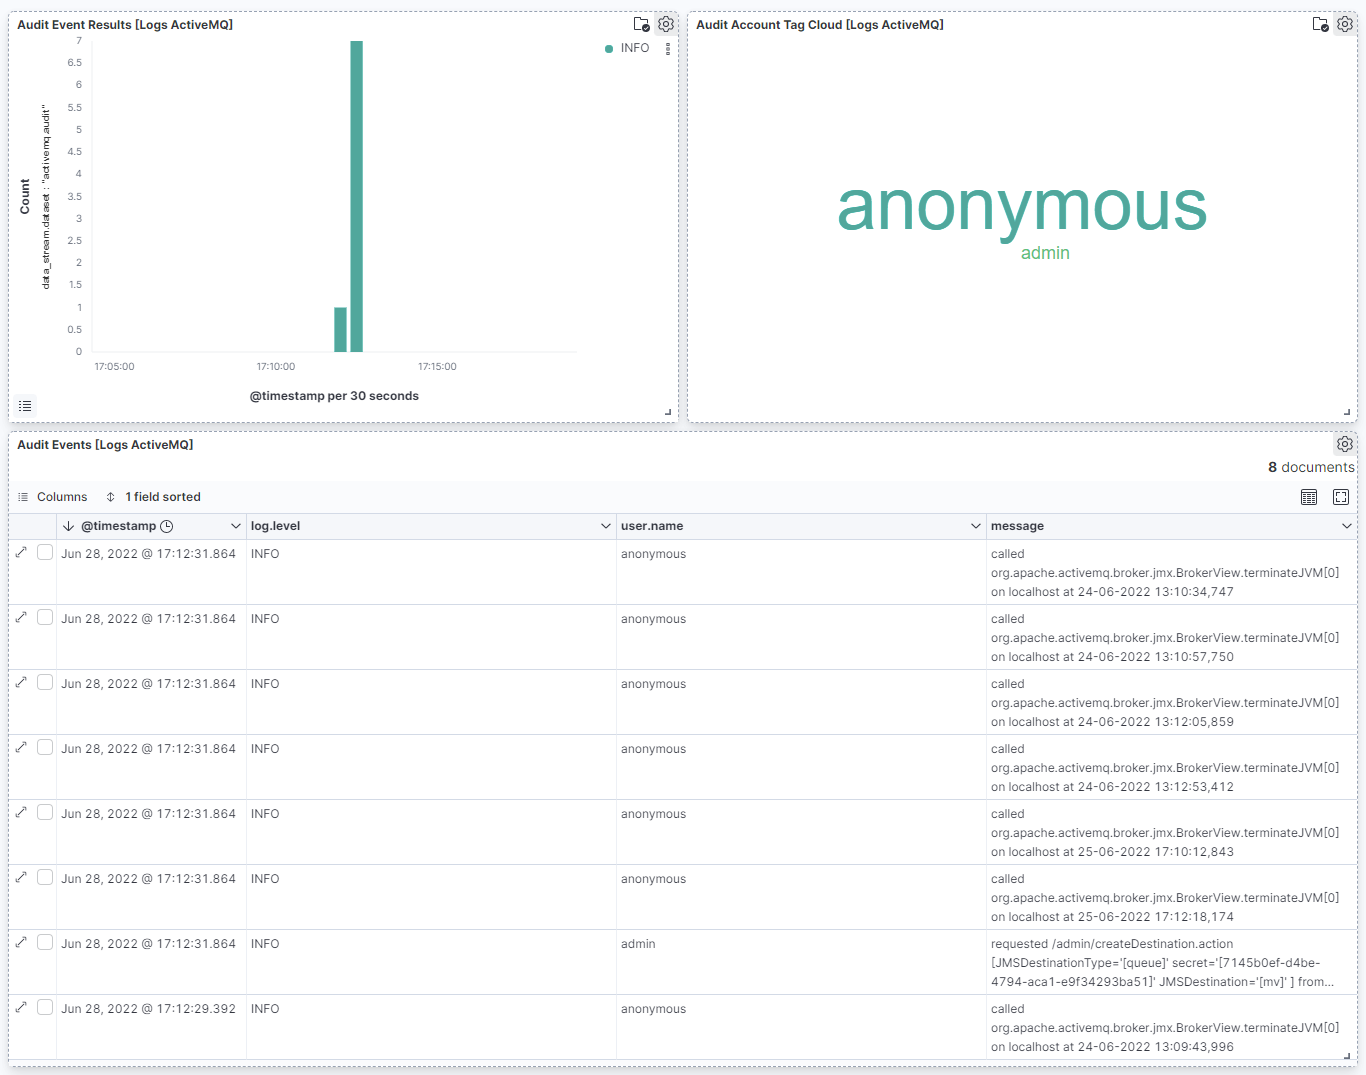 Audit Event Results [Logs ActiveMQ]
INFO
Count
data_stream.dataset : "activemq.audit"
7
6.5
6
5.5
5
4.5
4
3.5
3
2.5
2
1.5
1
0.5
0
17:05:00 17:10:00 17:15:00
@timestamp per 30 seconds
Audit Account Tag Cloud [Logs ActiveMQ]
anonymous
admin
Audit Events [Logs ActiveMQ]
8 documents
Columns 1 field sorted
@timestamp log.level user.name message
Jun 28, 2022 @ 17:12:31.864 INFO anonymous called
org.apache.activemq.broker.jmx.BrokerView.terminateJVM[0]
on localhost at 24-06-2022 13:10:34,747
Jun 28, 2022 @ 17:12:31.864 INFO anonymous called
org.apache.activemq.broker.jmx.BrokerView.terminateJVM[0]
on localhost at 24-06-2022 13:10:57,750
Jun 28, 2022 @ 17:12:31.864 INFO anonymous called
org.apache.activemq.broker.jmx.BrokerView.terminateJVM[0]
on localhost at 24-06-2022 13:12:05,859
Jun 28, 2022 @ 17:12:31.864 INFO anonymous called
org.apache.activemq.broker.jmx.BrokerView.terminateJVM[0]
on localhost at 24-06-2022 13:12:53,412
Jun 28, 2022 @ 17:12:31.864 INFO anonymous called
org.apache.activemq.broker.jmx.BrokerView.terminateJVM[0]
on localhost at 25-06-2022 17:10:12,843
Jun 28, 2022 @ 17:12:31.864 INFO anonymous called
org.apache.activemq.broker.jmx.BrokerView.terminateJVM[0]
on localhost at 25-06-2022 17:12:18,174
Jun 28, 2022 @ 17:12:31.864 INFO admin requested /admin/createDestination.action
[JMSDestinationType='[queue]' secret='[7145b0ef-d4be-
4794-aca1-e9f34293ba51]' JMSDestination='[mv]' ] from...
Jun 28, 2022 @ 17:12:29.392 INFO anonymous called
org.apache.activemq.broker.jmx.BrokerView.terminateJVM[0]
on localhost at 24-06-2022 13:09:43,996